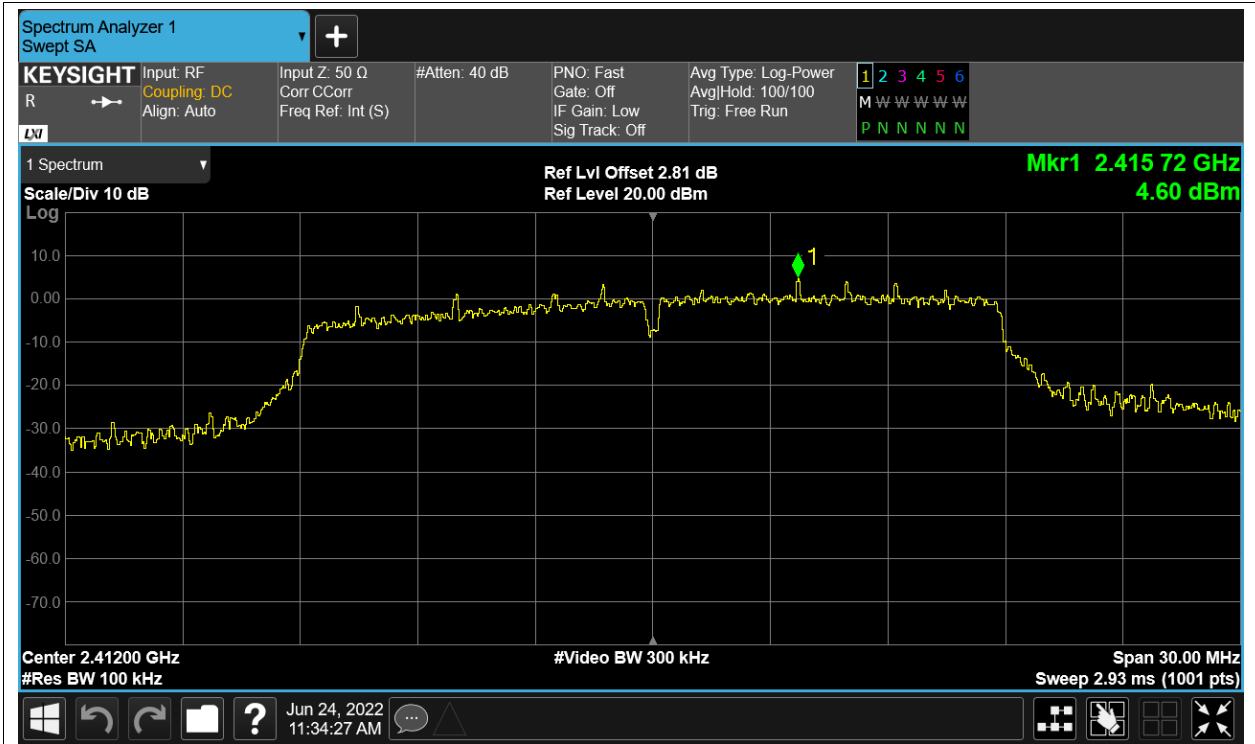 Spectrum Analyzer 1
Swept SA
KEYSIGHT Input: RF Input Z: 50 Ω #Atten: 40 dB PNO: Fast Avg Type: Log-Power 1 2 3 4 5 6
R Coupling: DC Corr CCorr Gate: Off Avg|Hold: 100/100 M W W W W W
Align: Auto Freq Ref: Int (S) IF Gain: Low Trig: Free Run
LXI Sig Track: Off P N N N N N
1 Spectrum Ref Lvl Offset 2.81 dB Mkr1 2.415 72 GHz
Scale/Div 10 dB Ref Level 20.00 dBm 4.60 dBm
Log
10.0
1
0.00
-10.0
-20.0
-30.0
-40.0
-50.0
-60.0
-70.0
Center 2.41200 GHz #Video BW 300 kHz Span 30.00 MHz
#Res BW 100 kHz Sweep 2.93 ms (1001 pts)
? Jun 24, 2022
11:34:27 AM